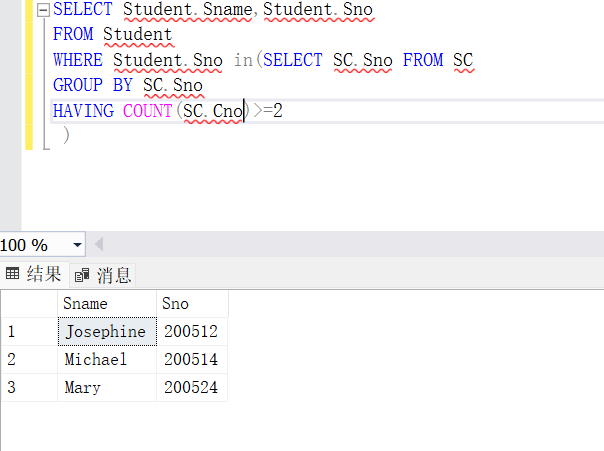 SELECT Student.Sname,Student.Sno
FROM Student
WHERE Student.Sno in(SELECT SC.Sno FROM SC
GROUP BY SC.Sno
HAVING COUNT(SC.Cno)>=2
)
100 %
结果 消息
Sname Sno
1 Josephine 200512
2 Michael 200514
3 Mary 200524